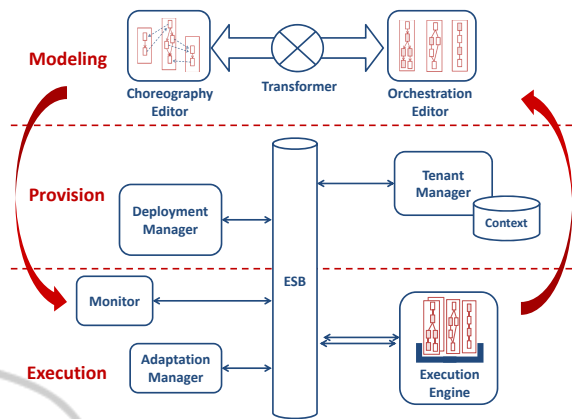 Modeling
Choreography
Editor
Transformer
Orchestration
Editor
Provision
Deployment
Manager
Tenant
Manager
Context
ESB
Monitor
Execution
Adaptation
Manager
Execution
Engine